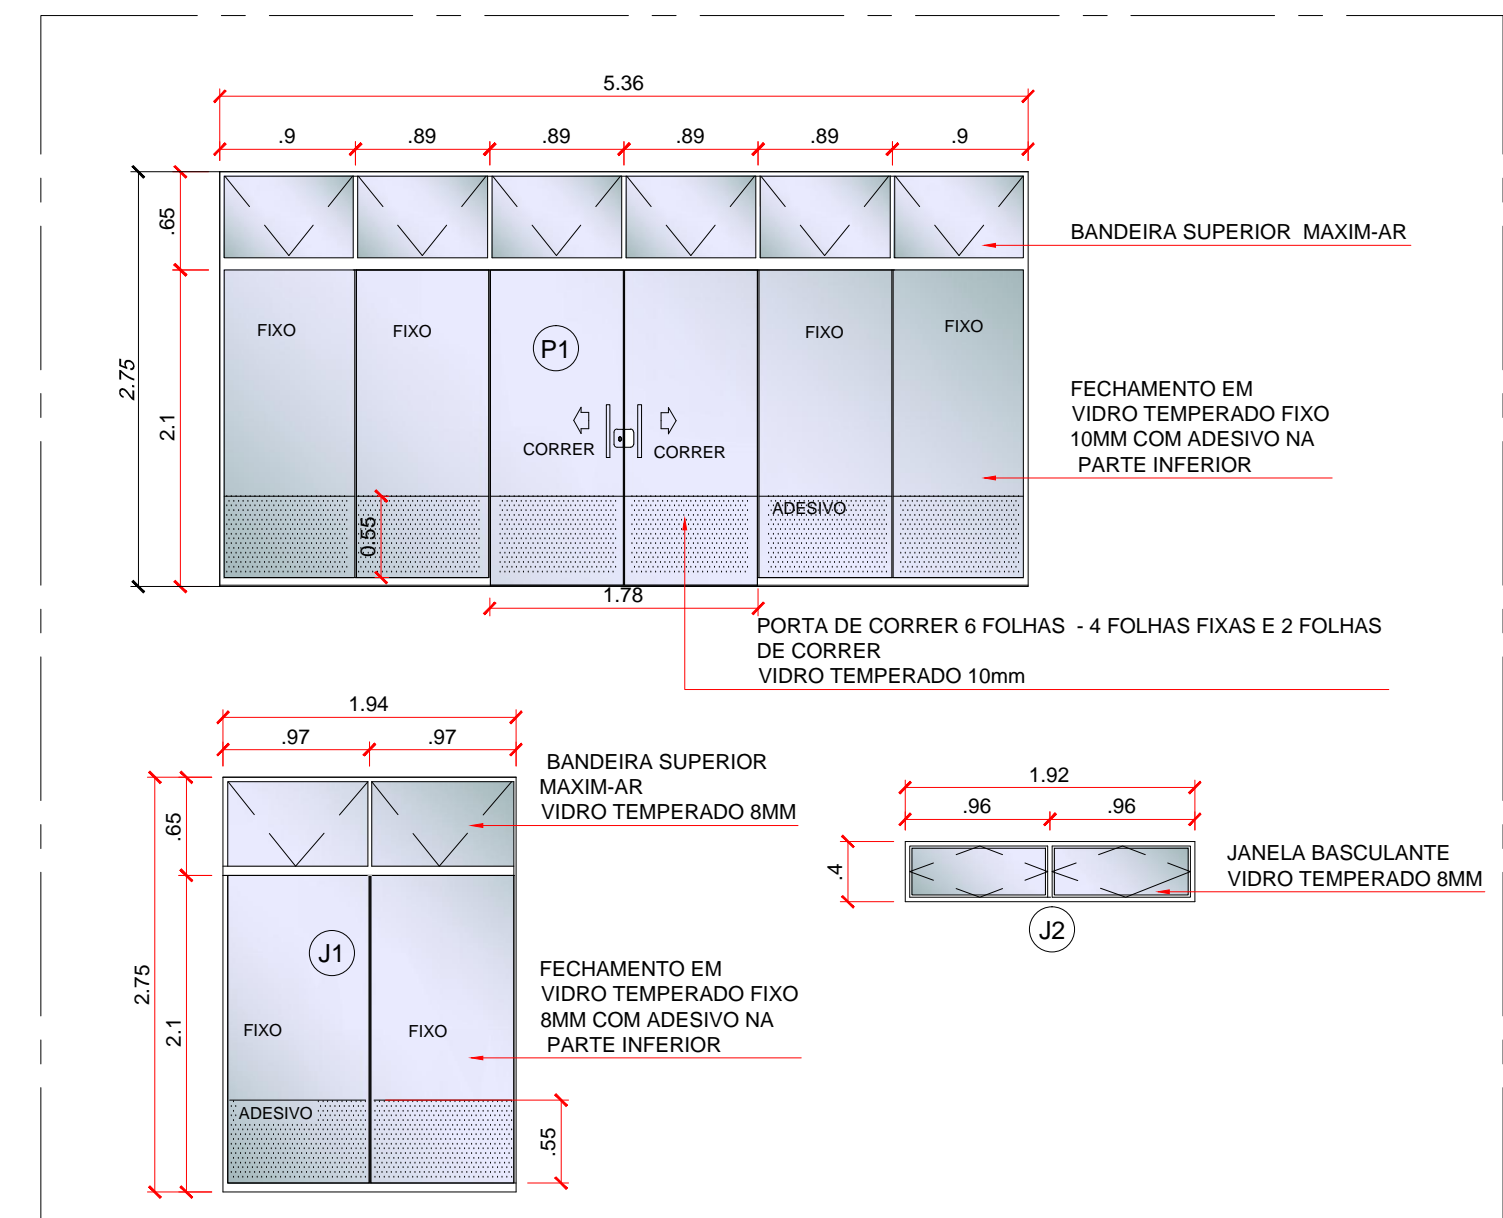 5.36
.9 .89 .89 .89 .89 .9
.65
BANDEIRA SUPERIOR MAXIM-AR
2.75
2.1
FIXO FIXO P1 FIXO FIXO
FECHAMENTO EM
VIDRO TEMPERADO FIXO
10MM COM ADESIVO NA
PARTE INFERIOR
CORRER CORRER
ADESIVO
0.55
1.78
PORTA DE CORRER 6 FOLHAS - 4 FOLHAS FIXAS E 2 FOLHAS
DE CORRER
VIDRO TEMPERADO 10mm
1.94
.97 .97
BANDEIRA SUPERIOR
MAXIM-AR
VIDRO TEMPERADO 8MM
.65
2.75
2.1
J1
FIXO FIXO
FECHAMENTO EM
VIDRO TEMPERADO FIXO
8MM COM ADESIVO NA
PARTE INFERIOR
ADESIVO
.55
1.92
.96 .96
.4
JANELA BASCULANTE
VIDRO TEMPERADO 8MM
J2